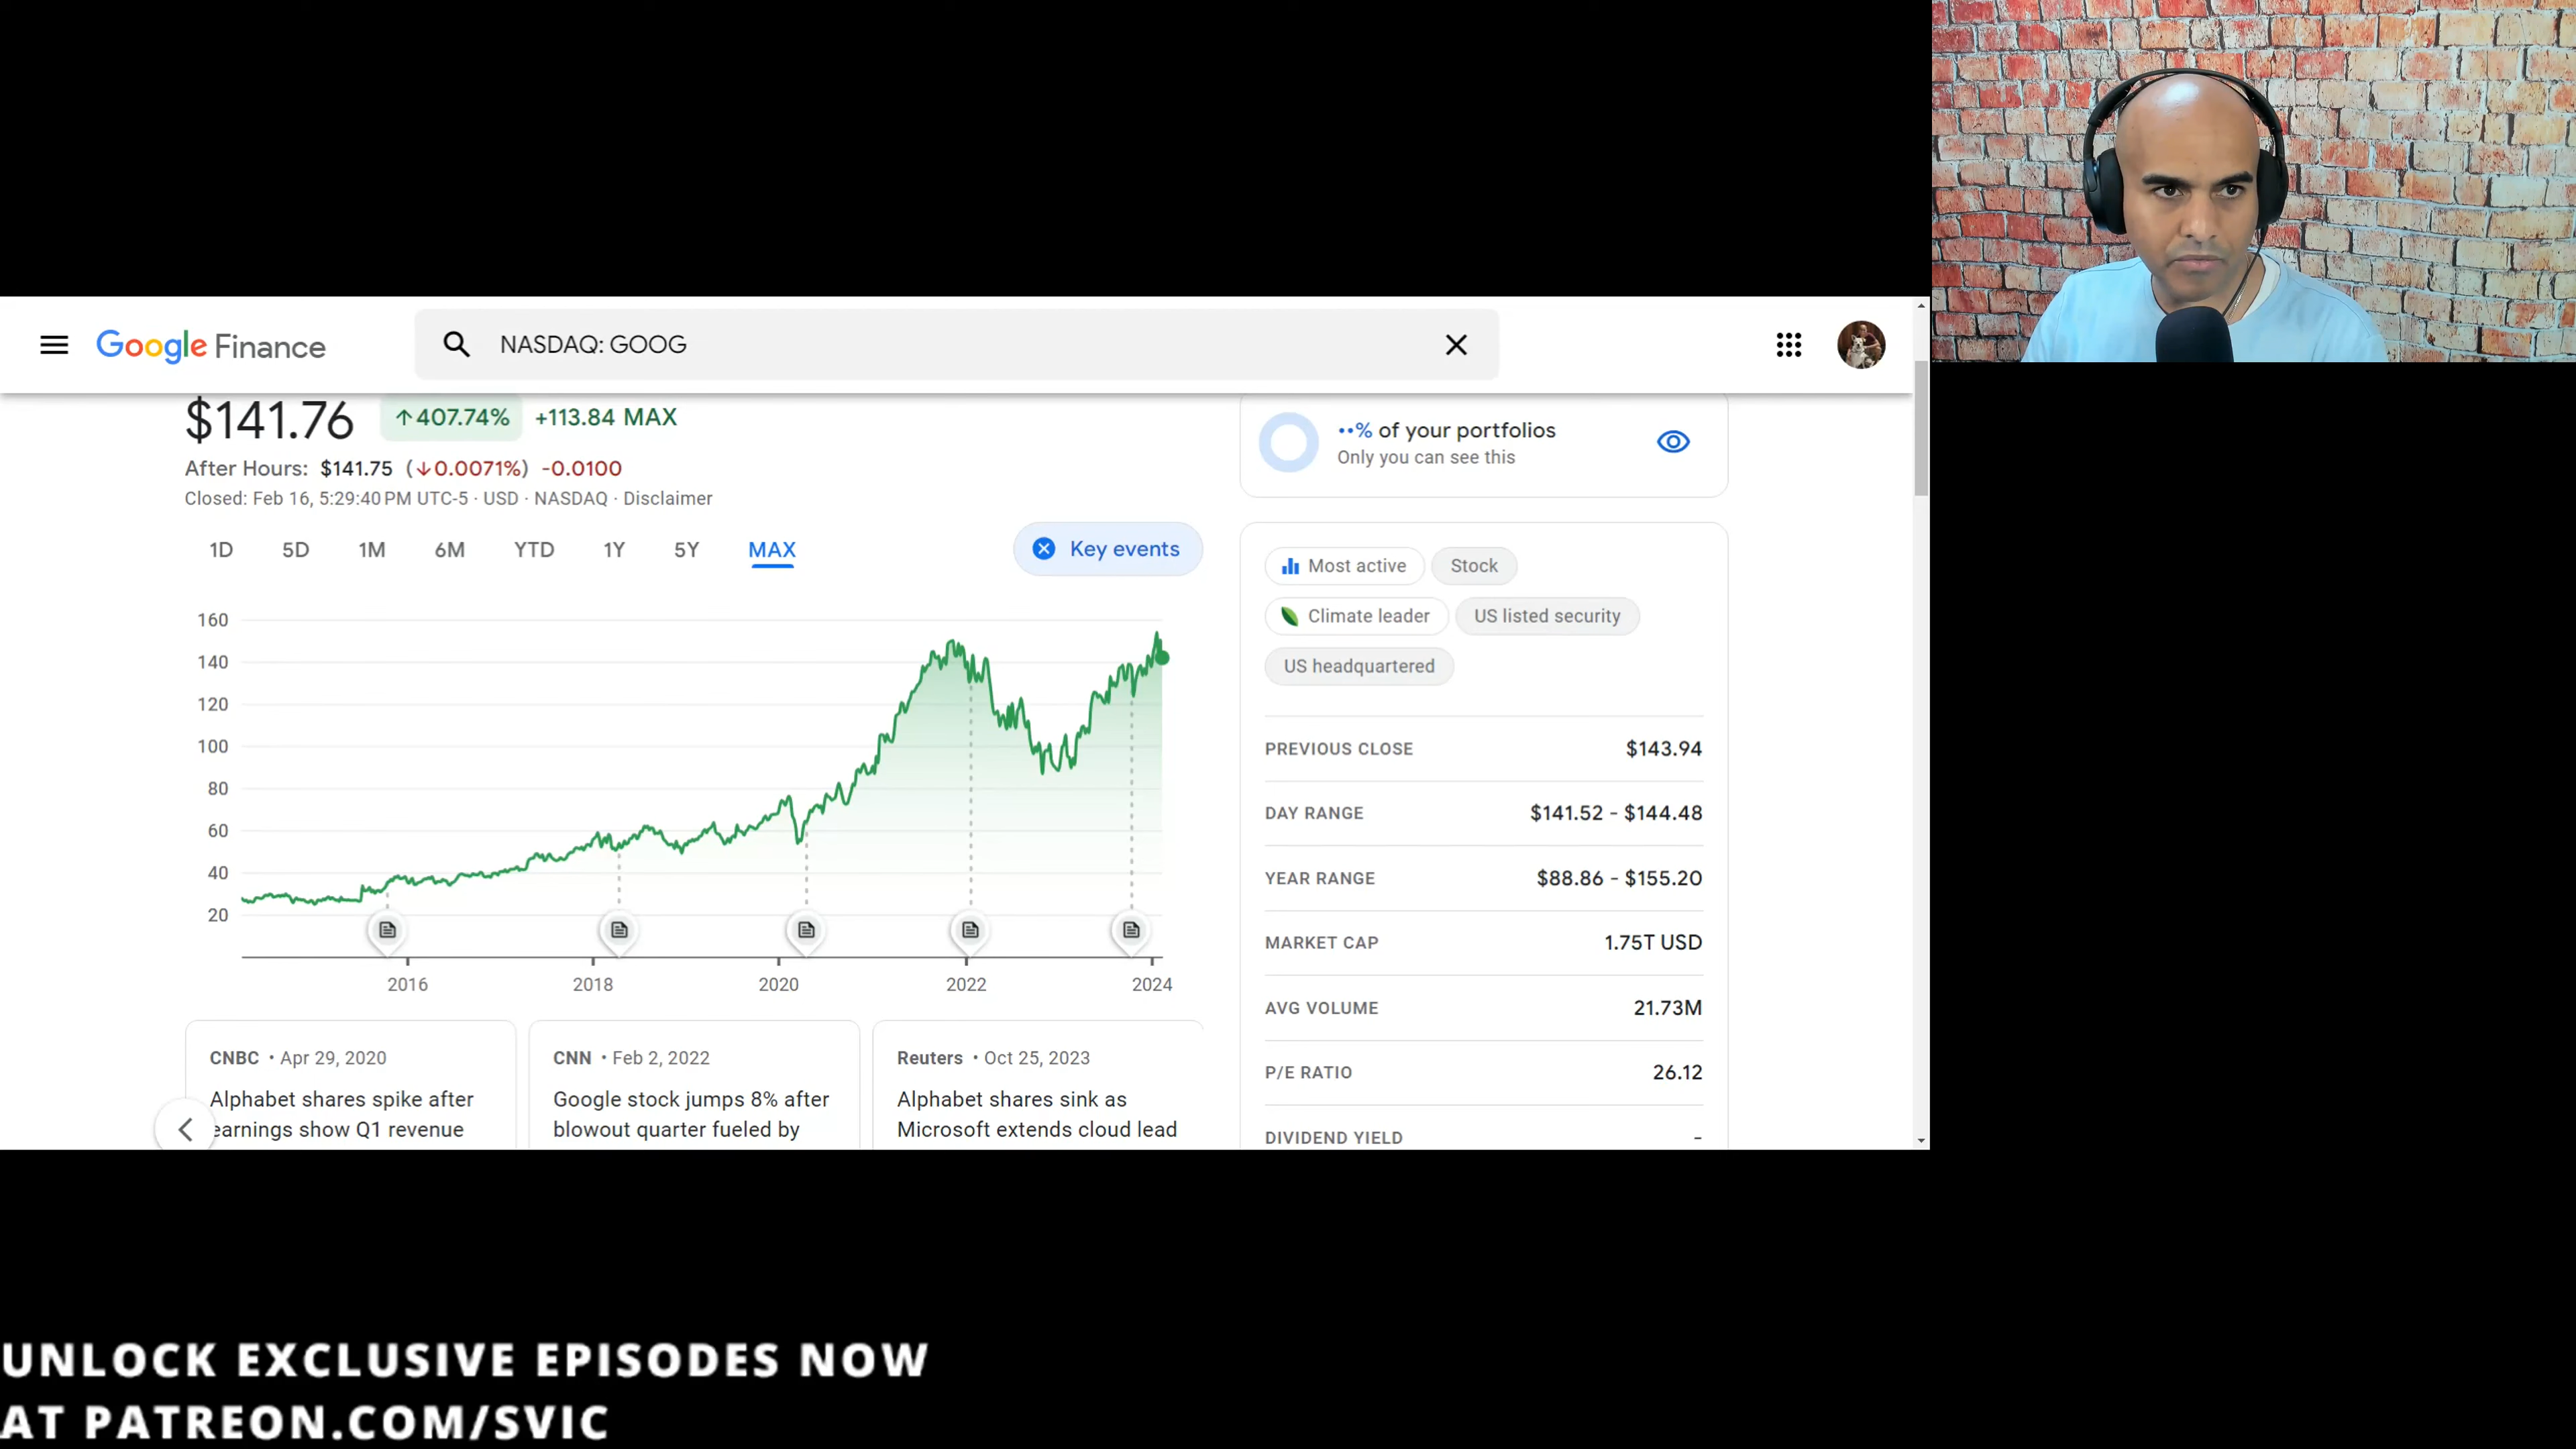 Google Finance
NASDAQ: GOOG
$141.76 ↑407.74% +113.84 MAX
After Hours: $141.75 (↓0.0071%) -0.0100
Closed: Feb 16, 5:29:40 PM UTC-5 · USD · NASDAQ · Disclaimer
1D 5D 1M 6M YTD 1Y 5Y MAX
Key events
160
140
120
100
80
60
40
20
2016 2018 2020 2022 2024
CNBC • Apr 29, 2020
Alphabet shares spike after
earnings show Q1 revenue
CNN • Feb 2, 2022
Google stock jumps 8% after
blowout quarter fueled by
Reuters • Oct 25, 2023
Alphabet shares sink as
Microsoft extends cloud lead
••% of your portfolios
Only you can see this
Most active Stock
Climate leader US listed security
US headquartered
PREVIOUS CLOSE $143.94
DAY RANGE $141.52 - $144.48
YEAR RANGE $88.86 - $155.20
MARKET CAP 1.75T USD
AVG VOLUME 21.73M
P/E RATIO 26.12
DIVIDEND YIELD -
UNLOCK EXCLUSIVE EPISODES NOW
AT PATREON.COM/SVIC